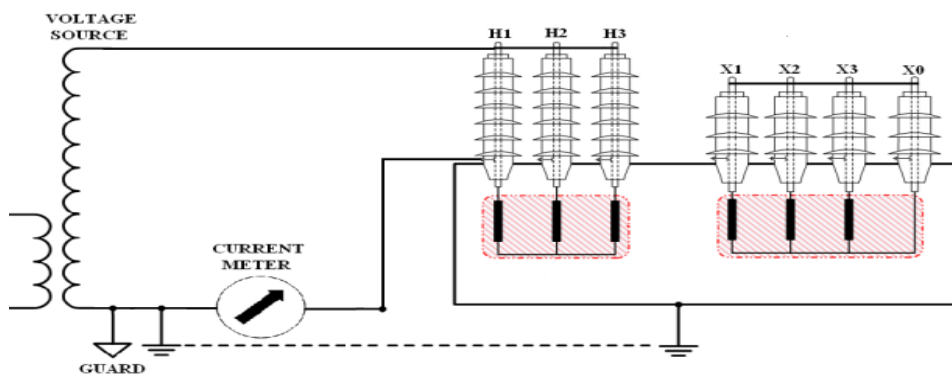 VOLTAGE
SOURCE
H1 H2 H3
X1 X2 X3 X0
CURRENT
METER
GUARD